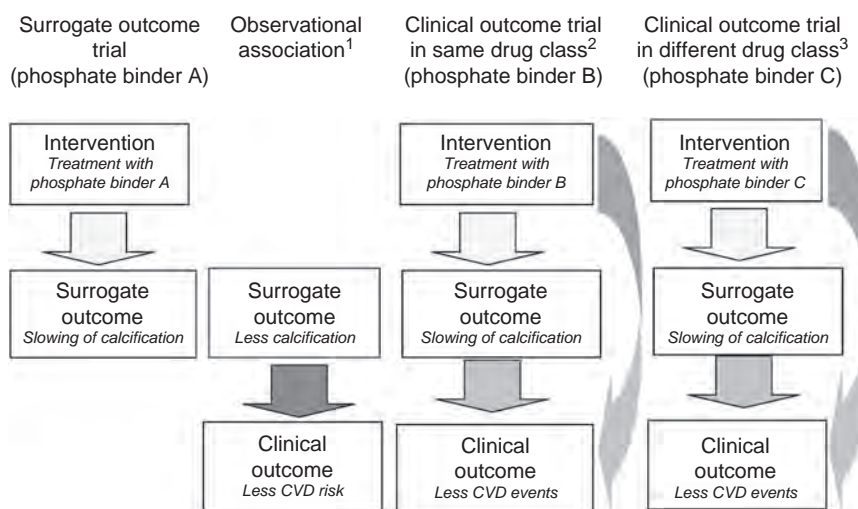 Surrogate outcome
trial
(phosphate binder A)
Observational
association¹
Clinical outcome trial
in same drug class²
(phosphate binder B)
Clinical outcome trial
in different drug class³
(phosphate binder C)
Intervention
Treatment with
phosphate binder A
Intervention
Treatment with
phosphate binder B
Intervention
Treatment with
phosphate binder C
Surrogate
outcome
Slowing of calcification
Surrogate
outcome
Less calcification
Surrogate
outcome
Slowing of calcification
Surrogate
outcome
Slowing of calcification
Clinical
outcome
Less CVD risk
Clinical
outcome
Less CVD events
Clinical
outcome
Less CVD events